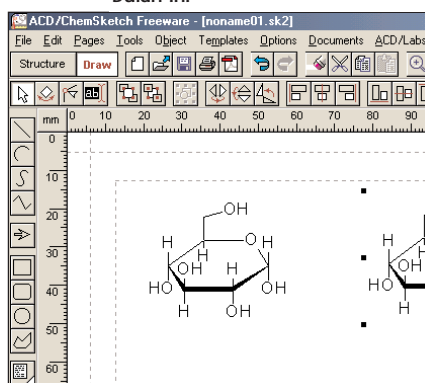 ACD/ChemSketch Freeware - [noname01.sk2]
File Edit Pages Tools Object Templates Options Documents ACD/Labs
Structure Draw
mm 0 10 20 30 40 50 60 70 80 90
0
10
20
30
40
50
60
OH
H O H H
H
OH H OH
HO OH HO
H OH H